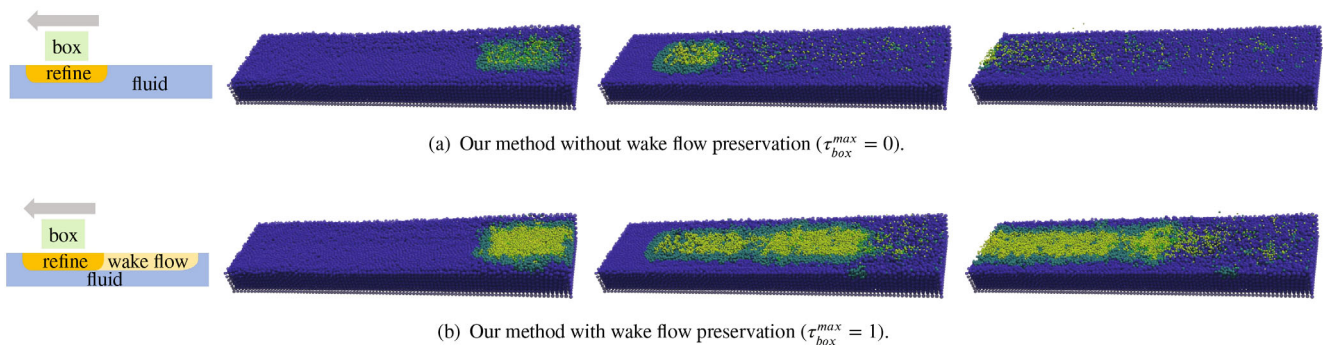 box
refine
fluid
(a) Our method without wake flow preservation (τ_box^max = 0).
box
refine wake flow
fluid
(b) Our method with wake flow preservation (τ_box^max = 1).